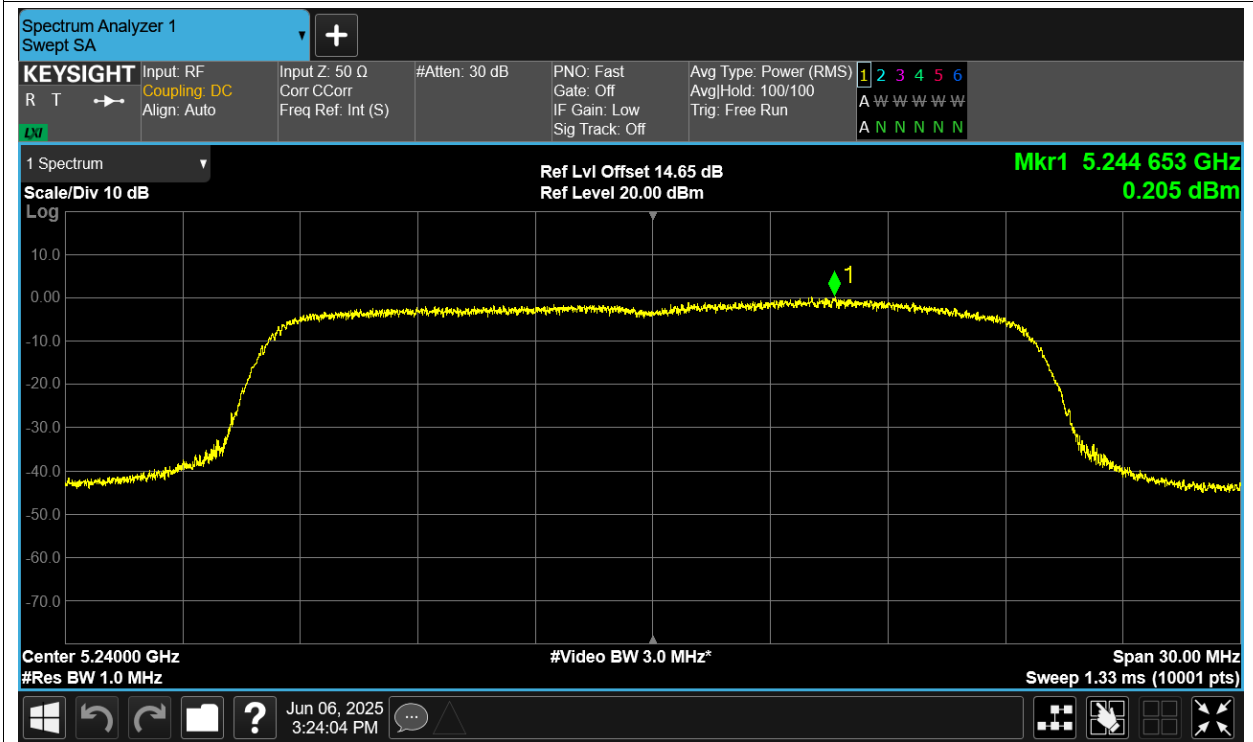 Spectrum Analyzer 1
Swept SA
KEYSIGHT
R T
LXI
Input: RF
Coupling: DC
Align: Auto
Input Z: 50 Ω
Corr CCorr
Freq Ref: Int (S)
#Atten: 30 dB
PNO: Fast
Gate: Off
IF Gain: Low
Sig Track: Off
Avg Type: Power (RMS)
Avg|Hold: 100/100
Trig: Free Run
1 2 3 4 5 6
A W W W W W
A N N N N N
1 Spectrum
Scale/Div 10 dB
Log
Ref Lvl Offset 14.65 dB
Ref Level 20.00 dBm
Mkr1 5.244 653 GHz
0.205 dBm
10.0
0.00
-10.0
-20.0
-30.0
-40.0
-50.0
-60.0
-70.0
1
Center 5.24000 GHz
#Res BW 1.0 MHz
#Video BW 3.0 MHz*
Span 30.00 MHz
Sweep 1.33 ms (10001 pts)
?
Jun 06, 2025
3:24:04 PM